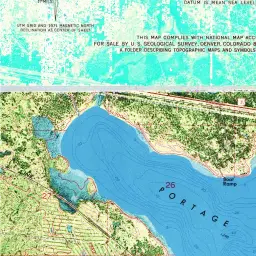 DATUM IS MEAN SEA LEVEL
UTM GRID AND 1971 MAGNETIC NORTH
DECLINATION AT CENTER OF SHEET
THIS MAP COMPLIES WITH NATIONAL MAP ACC
FOR SALE BY U.S. GEOLOGICAL SURVEY, DENVER, COLORADO 8
A FOLDER DESCRIBING TOPOGRAPHIC MAPS AND SYMBOLS
Boat
Ramp
26
PORTAGE